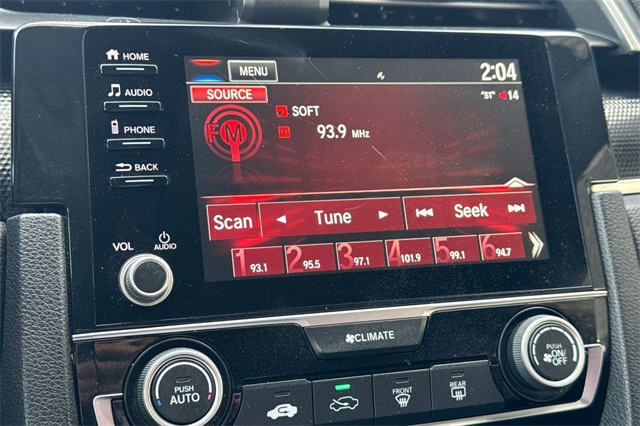 HOME
MENU
2:04
SOURCE
"ST" 14
AUDIO
SOFT
FM
93.9 MHz
PHONE
BACK
Scan Tune Seek
VOL AUDIO
1 93.1 2 95.5 3 97.1 4 101.9 5 99.1 6 94.7
CLIMATE
PUSH AUTO
FRONT
REAR
PUSH ON/OFF